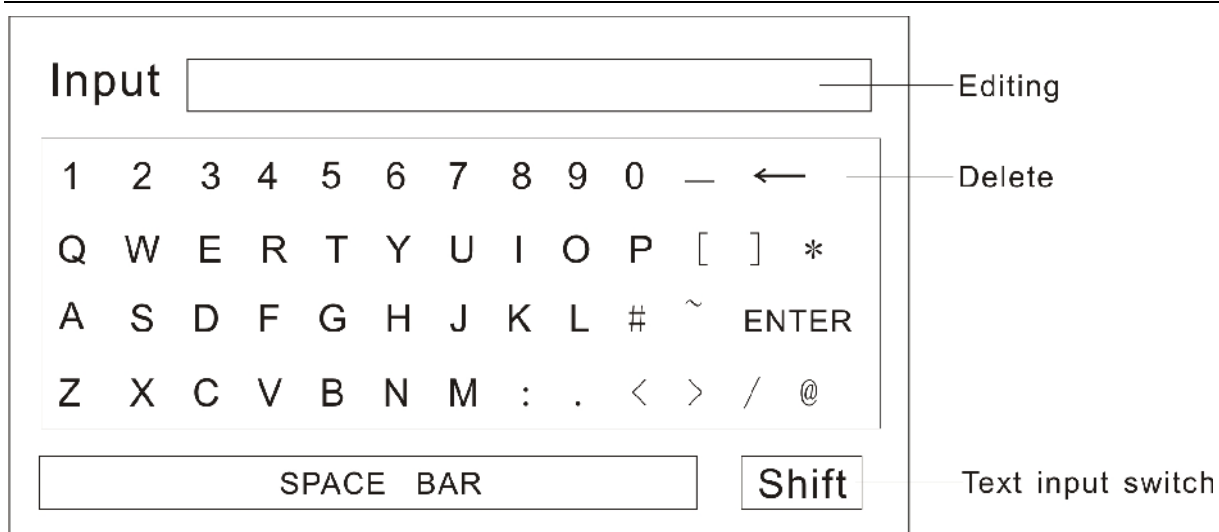 Input Editing
1 2 3 4 5 6 7 8 9 0 — ← Delete
Q W E R T Y U I O P [ ] *
A S D F G H J K L # ~ ENTER
Z X C V B N M : . < > / @
SPACE BAR Shift Text input switch